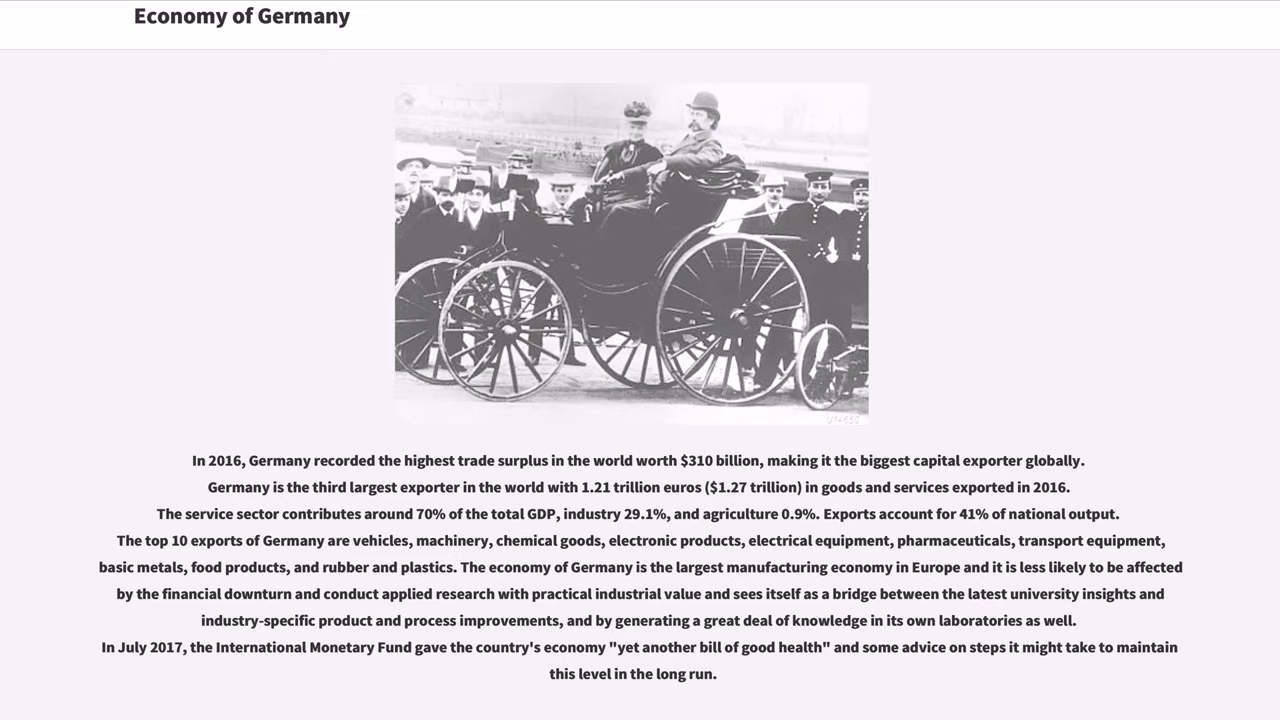 Economy of Germany
In 2016, Germany recorded the highest trade surplus in the world worth $310 billion, making it the biggest capital exporter globally.
Germany is the third largest exporter in the world with 1.21 trillion euros ($1.27 trillion) in goods and services exported in 2016.
The service sector contributes around 70% of the total GDP, industry 29.1%, and agriculture 0.9%. Exports account for 41% of national output.
The top 10 exports of Germany are vehicles, machinery, chemical goods, electronic products, electrical equipment, pharmaceuticals, transport equipment,
basic metals, food products, and rubber and plastics. The economy of Germany is the largest manufacturing economy in Europe and it is less likely to be affected
by the financial downturn and conduct applied research with practical industrial value and sees itself as a bridge between the latest university insights and
industry-specific product and process improvements, and by generating a great deal of knowledge in its own laboratories as well.
In July 2017, the International Monetary Fund gave the country's economy "yet another bill of good health" and some advice on steps it might take to maintain
this level in the long run.